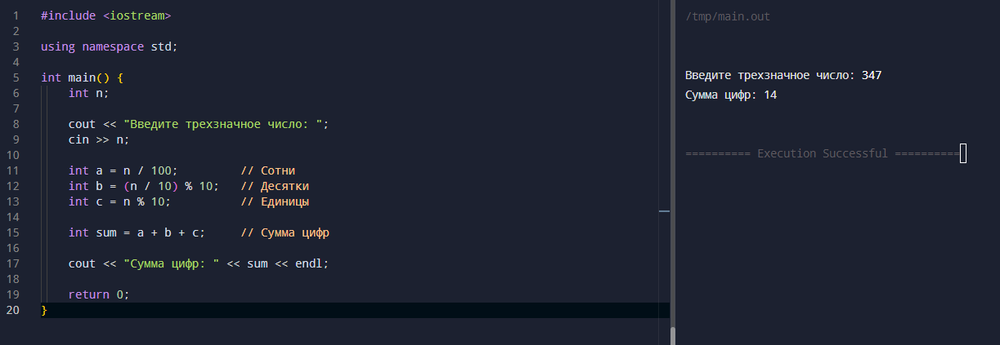 1 #include <iostream>
2
3 using namespace std;
4
5 int main() {
6     int n;
7
8     cout << "Введите трехзначное число: ";
9     cin >> n;
10
11     int a = n / 100;         // Сотни
12     int b = (n / 10) % 10;   // Десятки
13     int c = n % 10;          // Единицы
14
15     int sum = a + b + c;     // Сумма цифр
16
17     cout << "Сумма цифр: " << sum << endl;
18
19     return 0;
20 }
/tmp/main.out
Введите трехзначное число: 347
Сумма цифр: 14
========== Execution Successful ==========